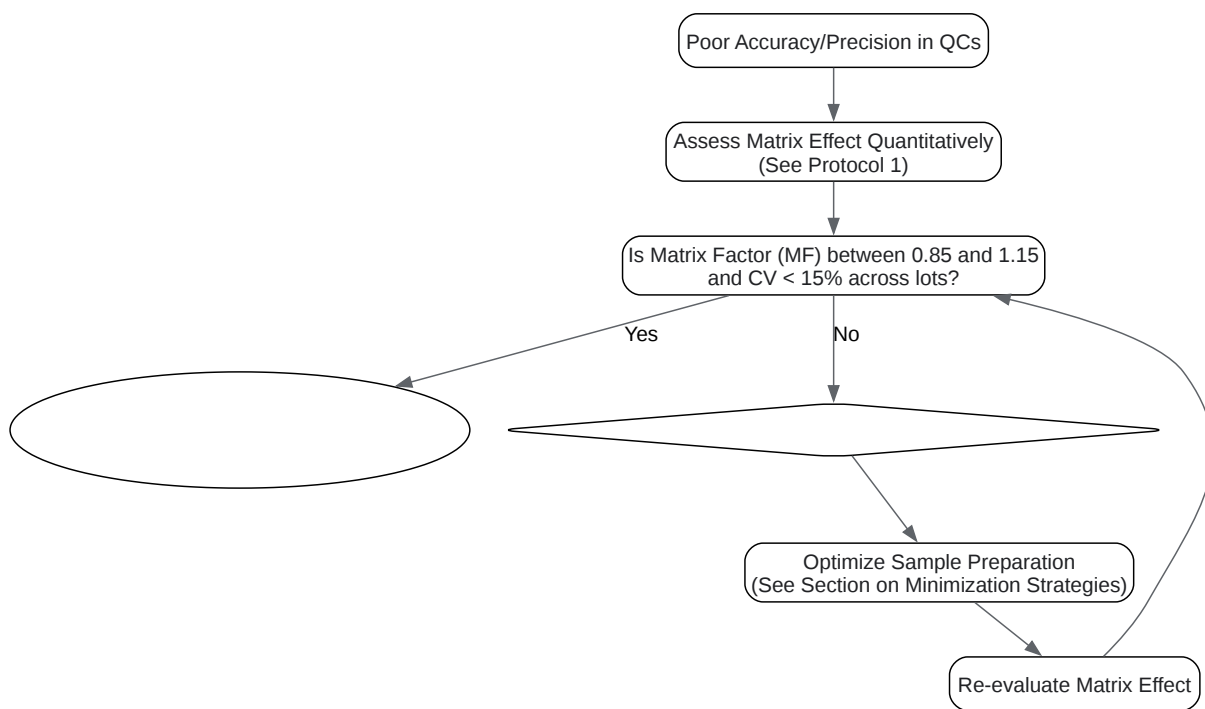 Poor Accuracy/Precision in QCs
Assess Matrix Effect Quantitatively
(See Protocol 1)
Is Matrix Factor (MF) between 0.85 and 1.15
and CV < 15% across lots?
Yes
No
Optimize Sample Preparation
(See Section on Minimization Strategies)
Re-evaluate Matrix Effect